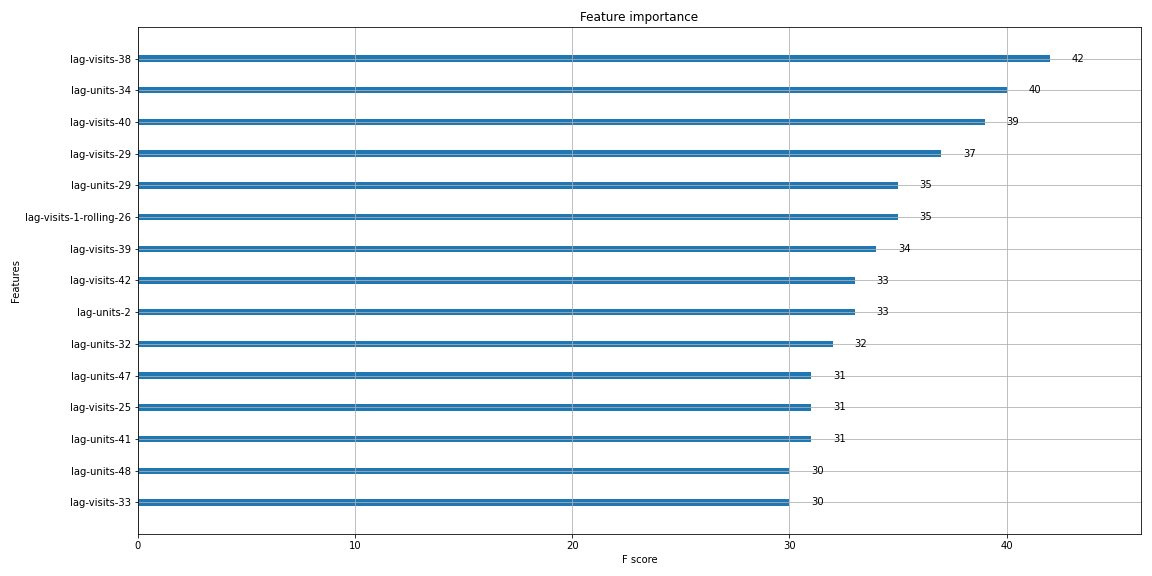 Feature importance
lag-visits-38 42
lag-units-34 40
lag-visits-40 39
lag-visits-29 37
lag-units-29 35
lag-visits-1-rolling-26 35
lag-visits-39 34
lag-visits-42 33
lag-units-2 33
lag-units-32 32
lag-units-47 31
lag-visits-25 31
lag-units-41 31
lag-units-48 30
lag-visits-33 30
Features
0 10 20 30 40
F score